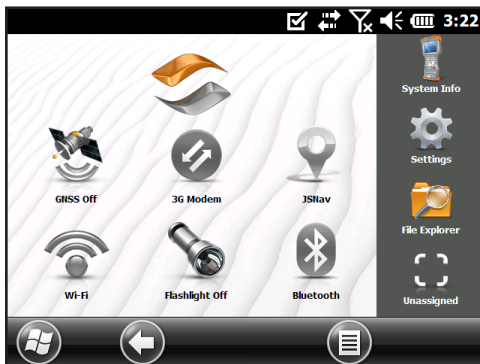 3:22
System Info
GNSS Off
3G Modem
JSNav
Settings
File Explorer
Wi-Fi
Flashlight Off
Bluetooth
Unassigned